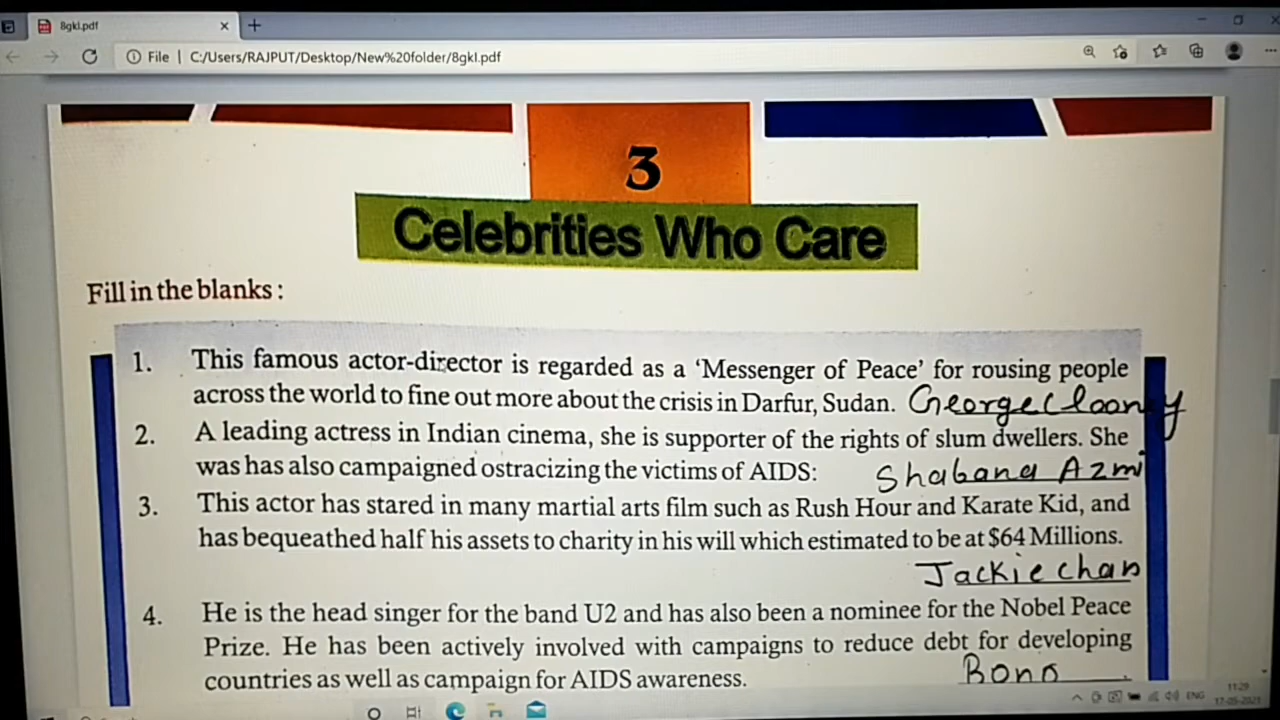 8gkl.pdf
File | C:/Users/RAJPUT/Desktop/New%20folder/8gkl.pdf
3
Celebrities Who Care
Fill in the blanks :
1. This famous actor-director is regarded as a ‘Messenger of Peace’ for rousing people
across the world to fine out more about the crisis in Darfur, Sudan. George Clooney
2. A leading actress in Indian cinema, she is supporter of the rights of slum dwellers. She
was has also campaigned ostracizing the victims of AIDS: Shabana Azmi
3. This actor has stared in many martial arts film such as Rush Hour and Karate Kid, and
has bequeathed half his assets to charity in his will which estimated to be at $64 Millions.
Jackie chan
4. He is the head singer for the band U2 and has also been a nominee for the Nobel Peace
Prize. He has been actively involved with campaigns to reduce debt for developing
countries as well as campaign for AIDS awareness. Bono
ENG
11:29
17-05-2021